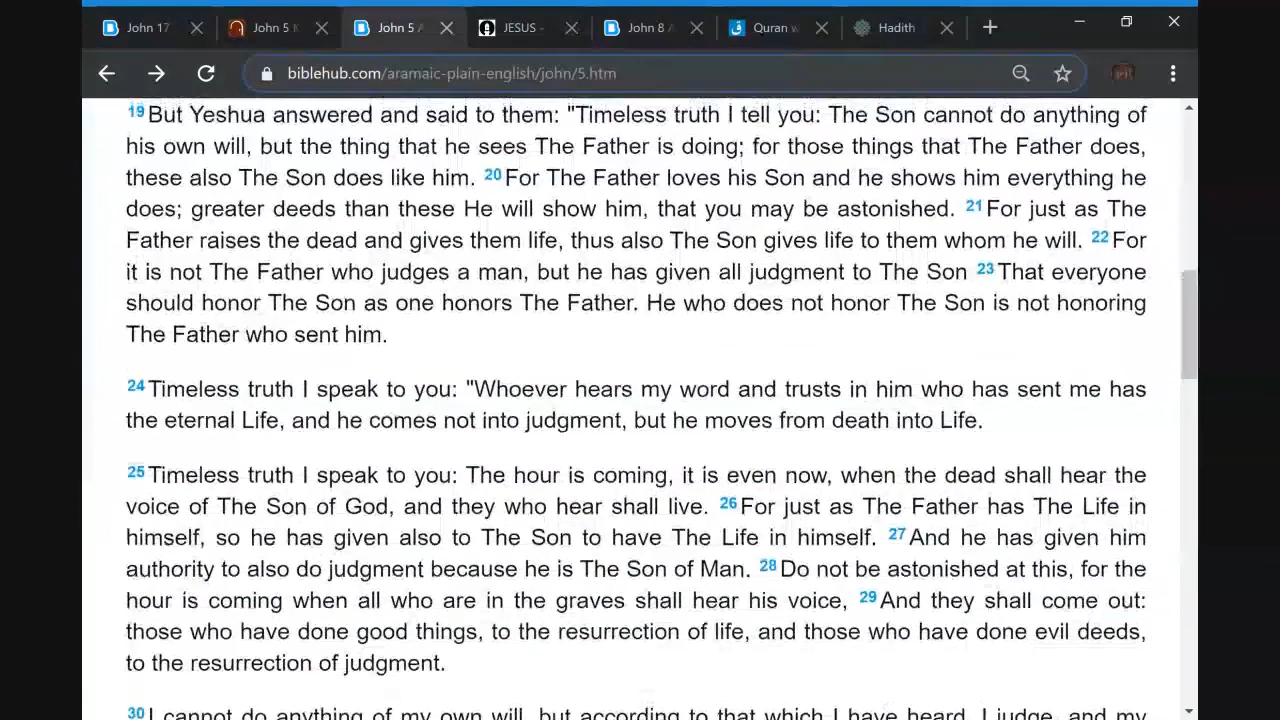 John 17
John 5
John 5
JESUS -
John 8
Quran w
Hadith
biblehub.com/aramaic-plain-english/john/5.htm
19 But Yeshua answered and said to them: "Timeless truth I tell you: The Son cannot do anything of
his own will, but the thing that he sees The Father is doing; for those things that The Father does,
these also The Son does like him. 20 For The Father loves his Son and he shows him everything he
does; greater deeds than these He will show him, that you may be astonished. 21 For just as The
Father raises the dead and gives them life, thus also The Son gives life to them whom he will. 22 For
it is not The Father who judges a man, but he has given all judgment to The Son 23 That everyone
should honor The Son as one honors The Father. He who does not honor The Son is not honoring
The Father who sent him.
24 Timeless truth I speak to you: "Whoever hears my word and trusts in him who has sent me has
the eternal Life, and he comes not into judgment, but he moves from death into Life.
25 Timeless truth I speak to you: The hour is coming, it is even now, when the dead shall hear the
voice of The Son of God, and they who hear shall live. 26 For just as The Father has The Life in
himself, so he has given also to The Son to have The Life in himself. 27 And he has given him
authority to also do judgment because he is The Son of Man. 28 Do not be astonished at this, for the
hour is coming when all who are in the graves shall hear his voice, 29 And they shall come out:
those who have done good things, to the resurrection of life, and those who have done evil deeds,
to the resurrection of judgment.
30 I cannot do anything of my own will, but according to that which I have heard, I judge, and my